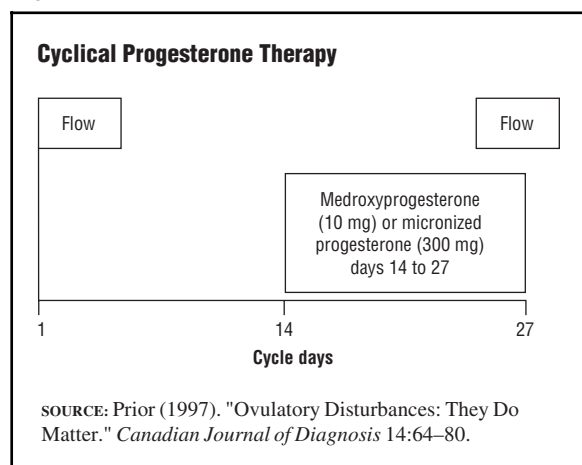 Cyclical Progesterone Therapy
Flow
Flow
Medroxyprogesterone
(10 mg) or micronized
progesterone (300 mg)
days 14 to 27
1
14
27
Cycle days
SOURCE: Prior (1997). "Ovulatory Disturbances: They Do
Matter." Canadian Journal of Diagnosis 14:64–80.